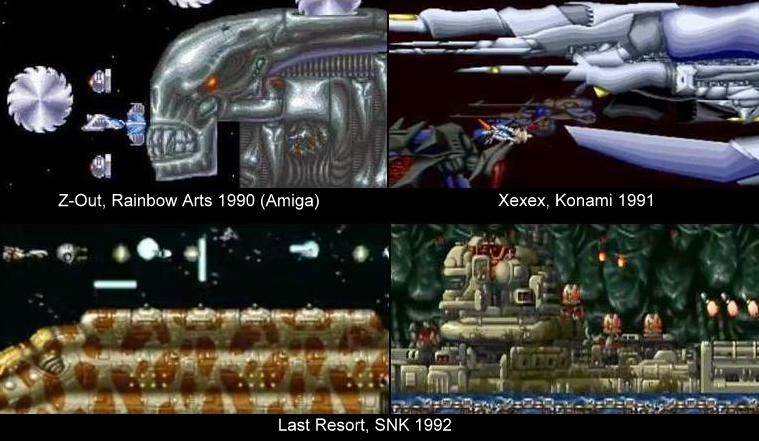 Z-Out, Rainbow Arts 1990 (Amiga)
Xexex, Konami 1991
Last Resort, SNK 1992